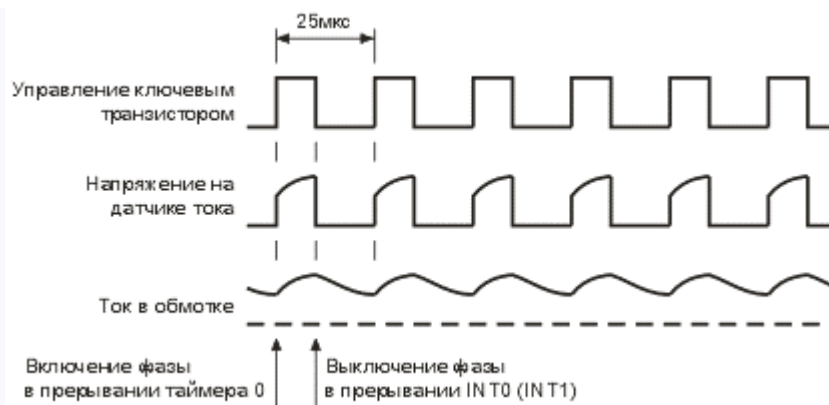 25мкс
Управление ключевым
транзистором
Напряжение на
датчике тока
Ток в обмотке
Включение фазы
в прерывании таймера 0
Выключение фазы
в прерывании INT0 (INT1)